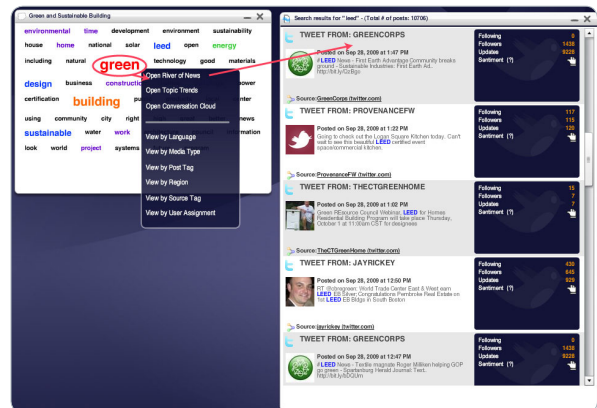 Green and Sustainable Building
environmental time development environment sustainability
house home national solar leed open energy
including natural green technology good materials
design business construction power
certification building
using community city right news
sustainable water work information
look world project systems
Open River of News
Open Topic Trends
Open Conversation Cloud
View by Language
View by Media Type
View by Post Tag
View by Region
View by Source Tag
View by User Assignment
Search results for "leed" - (Total # of posts: 10706)
TWEET FROM: GREENCORPS
Posted on Sep 28, 2009 at 1:47 PM
#LEED News - First Earth Advantage Community breaks
ground - Sustainable Industries: First Earth Ad.
Source:GreenCorps (twitter.com)
Following 0
Followers 1438
Updates 9228
Sentiment (?)
TWEET FROM: PROVENANCEFW
Posted on Sep 28, 2009 at 1:22 PM
Going to check out the Logan Square Kitchen today. Can't
wait to see this beautiful LEED certified event
space/commercial kitchen.
Source:ProvenanceFW (twitter.com)
Following 117
Followers 115
Updates 126
Sentiment (?)
TWEET FROM: THECTGREENHOME
Posted on Sep 28, 2009 at 1:02 PM
Green REsource Council Webinar, LEED for Homes
Residential Building Program will take place Thursday,
October 1 at 11:00am CST for designees
Source:TheCTGreenHome (twitter.com)
Following 15
Followers 7
Updates 7
Sentiment (?)
TWEET FROM: JAYRICKEY
Posted on Sep 28, 2009 at 12:50 PM
World Trade Center East & West earn
LEED EB Silver; Congratulations Pembroke Real Estate on
1st LEED EB Bldgs in South Boston
Source:jayrickey (twitter.com)
Following 430
Followers 645
Updates 929
Sentiment (?)
TWEET FROM: GREENCORPS
Posted on Sep 28, 2009 at 12:47 PM
#LEED News - Textile magnate Roger Milliken helping GOP
go green - Spartanburg Herald Journal: Text..
Following 0
Followers 1438
Updates 9228
Sentiment (?)